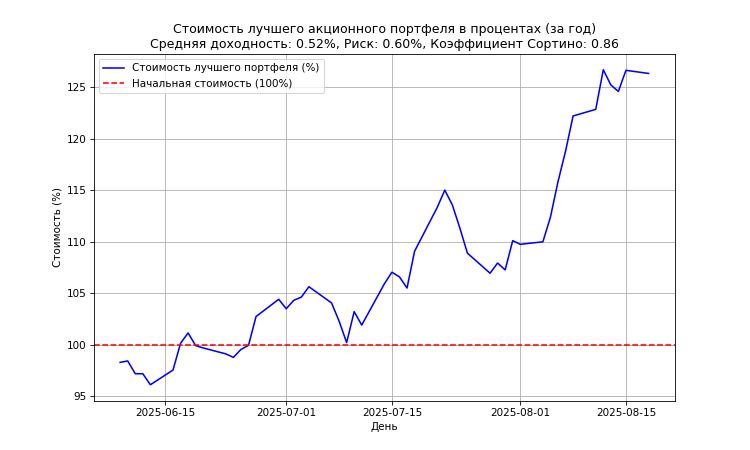 Стоимость лучшего акционного портфеля в процентах (за год)
Средняя доходность: 0.52%, Риск: 0.60%, Коэффициент Сортино: 0.86
Стоимость лучшего портфеля (%)
Начальная стоимость (100%)
Стоимость (%)
125
120
115
110
105
100
95
2025-06-15
2025-07-01
2025-07-15
2025-08-01
2025-08-15
День